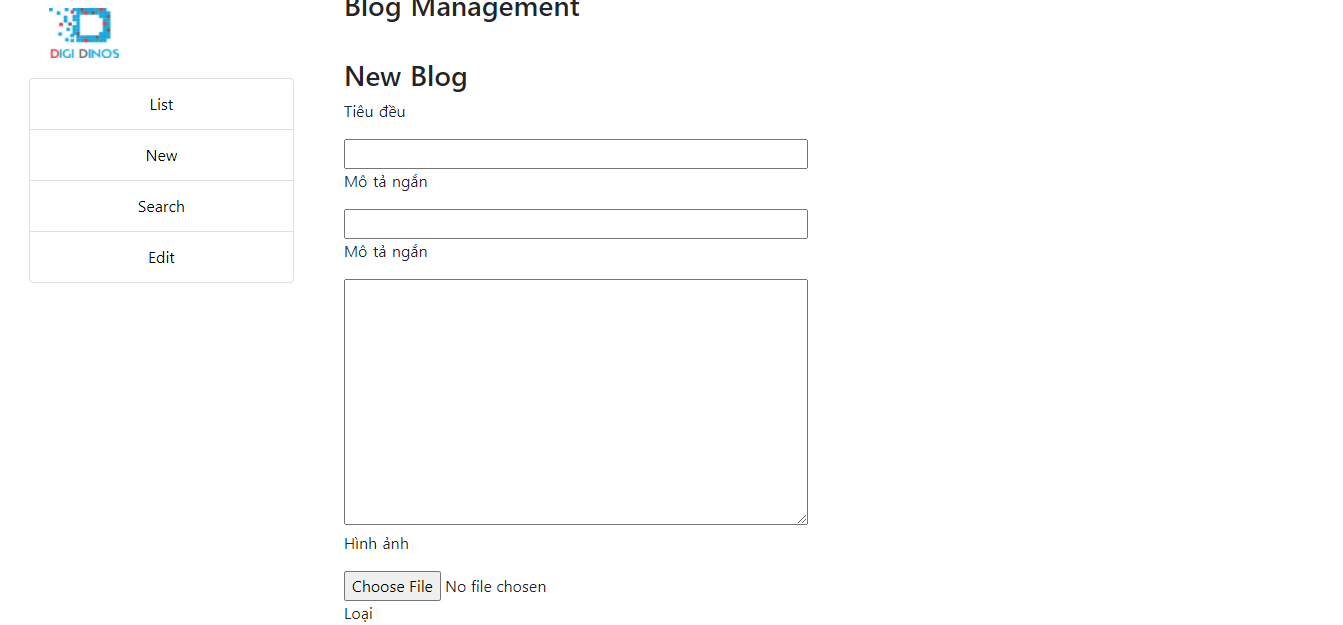 DIGI DINOS
List
New
Search
Edit
Blog Management
New Blog
Tiêu đều
Mô tả ngắn
Mô tả ngắn
Hình ảnh
Choose File No file chosen
Loại